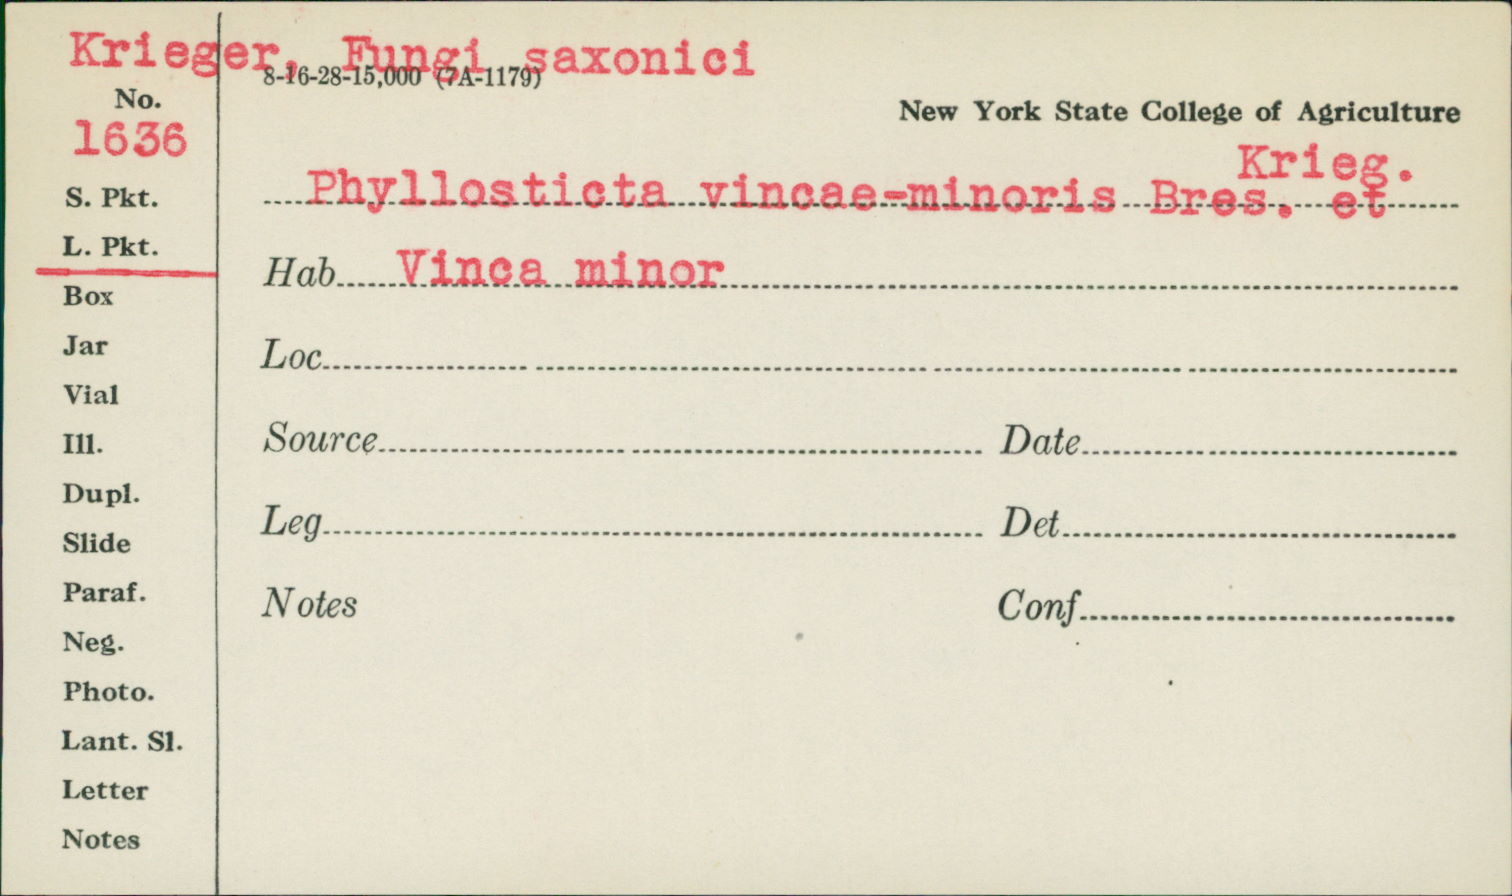 Krieger, Fungi saxonici
8-16-28-15,000 (7A-1179)
No.
1636
New York State College of Agriculture
Krieg.
Phyllosticta vincae-minoris Bres. et
S. Pkt.
L. Pkt.
Hab Vinca minor
Box
Jar
Loc
Vial
Ill.
Source Date
Dupl.
Slide
Leg Det
Paraf.
Notes Conf
Neg.
Photo.
Lant. Sl.
Letter
Notes